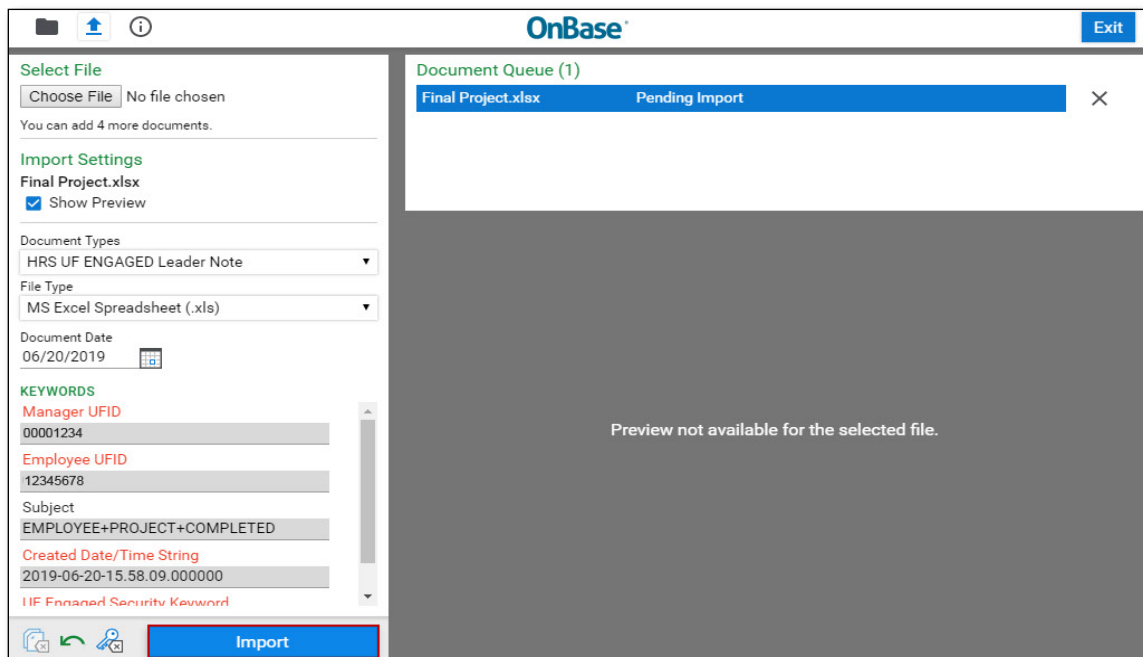 OnBase
Exit
Select File
Choose File No file chosen
You can add 4 more documents.
Import Settings
Final Project.xlsx
Show Preview
Document Types
HRS UF ENGAGED Leader Note
File Type
MS Excel Spreadsheet (.xls)
Document Date
06/20/2019
KEYWORDS
Manager UFID
00001234
Employee UFID
12345678
Subject
EMPLOYEE+PROJECT+COMPLETED
Created Date/Time String
2019-06-20-15.58.09.000000
UF Engaged Security Keyword
Import
Document Queue (1)
Final Project.xlsx Pending Import
Preview not available for the selected file.